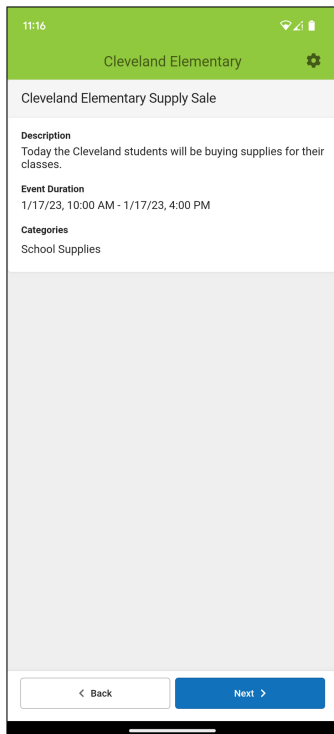 11:16
Cleveland Elementary
Cleveland Elementary Supply Sale
Description
Today the Cleveland students will be buying supplies for their
classes.
Event Duration
1/17/23, 10:00 AM - 1/17/23, 4:00 PM
Categories
School Supplies
Back
Next